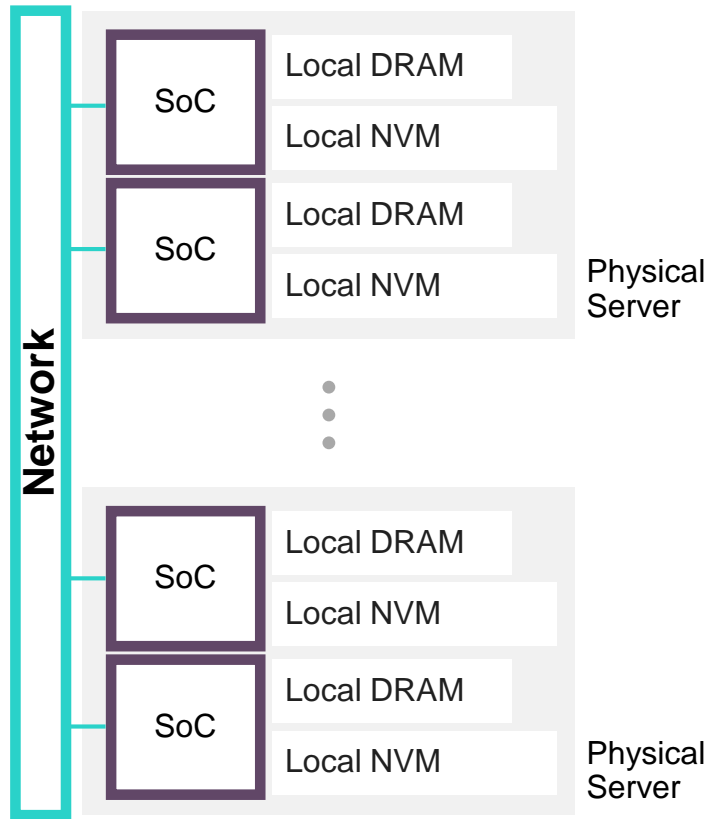 Network
SoC
Local DRAM
Local NVM
SoC
Local DRAM
Local NVM
Physical
Server
SoC
Local DRAM
Local NVM
SoC
Local DRAM
Local NVM
Physical
Server